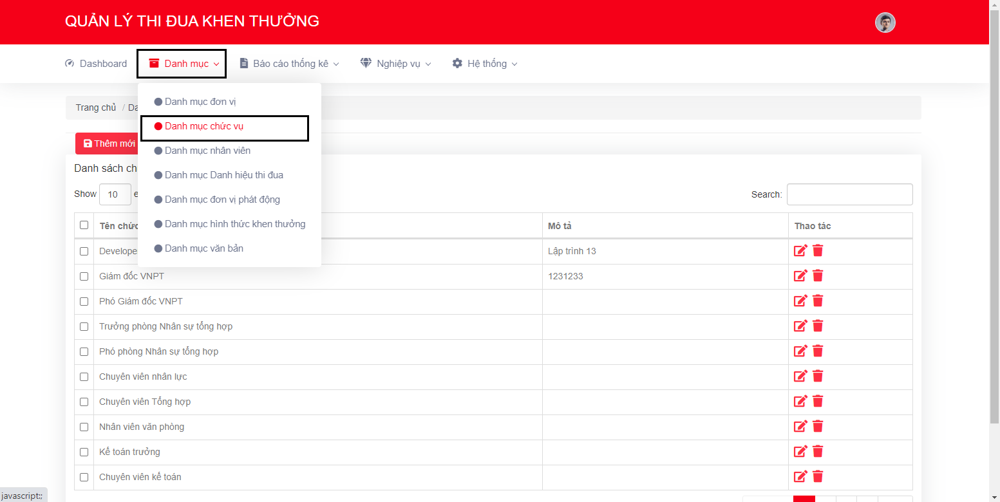 QUẢN LÝ THI ĐUA KHEN THƯỞNG
Dashboard Danh mục Báo cáo thống kê Nghiệp vụ Hệ thống
Danh mục đơn vị
Danh mục chức vụ
Danh mục nhân viên
Danh mục Danh hiệu thi đua
Danh mục đơn vị phát động
Danh mục hình thức khen thưởng
Danh mục văn bản
Trang chủ /
Thêm mới
Danh sách
Show 10
Search:
Tên Mô tả Thao tác
Lập trình 13
Giám đốc VNPT 1231233
Phó Giám đốc VNPT
Trưởng phòng Nhân sự tổng hợp
Phó phòng Nhân sự tổng hợp
Chuyên viên nhân lực
Chuyên viên Tổng hợp
Nhân viên văn phòng
Kế toán trưởng
Chuyên viên kế toán
javascript:;